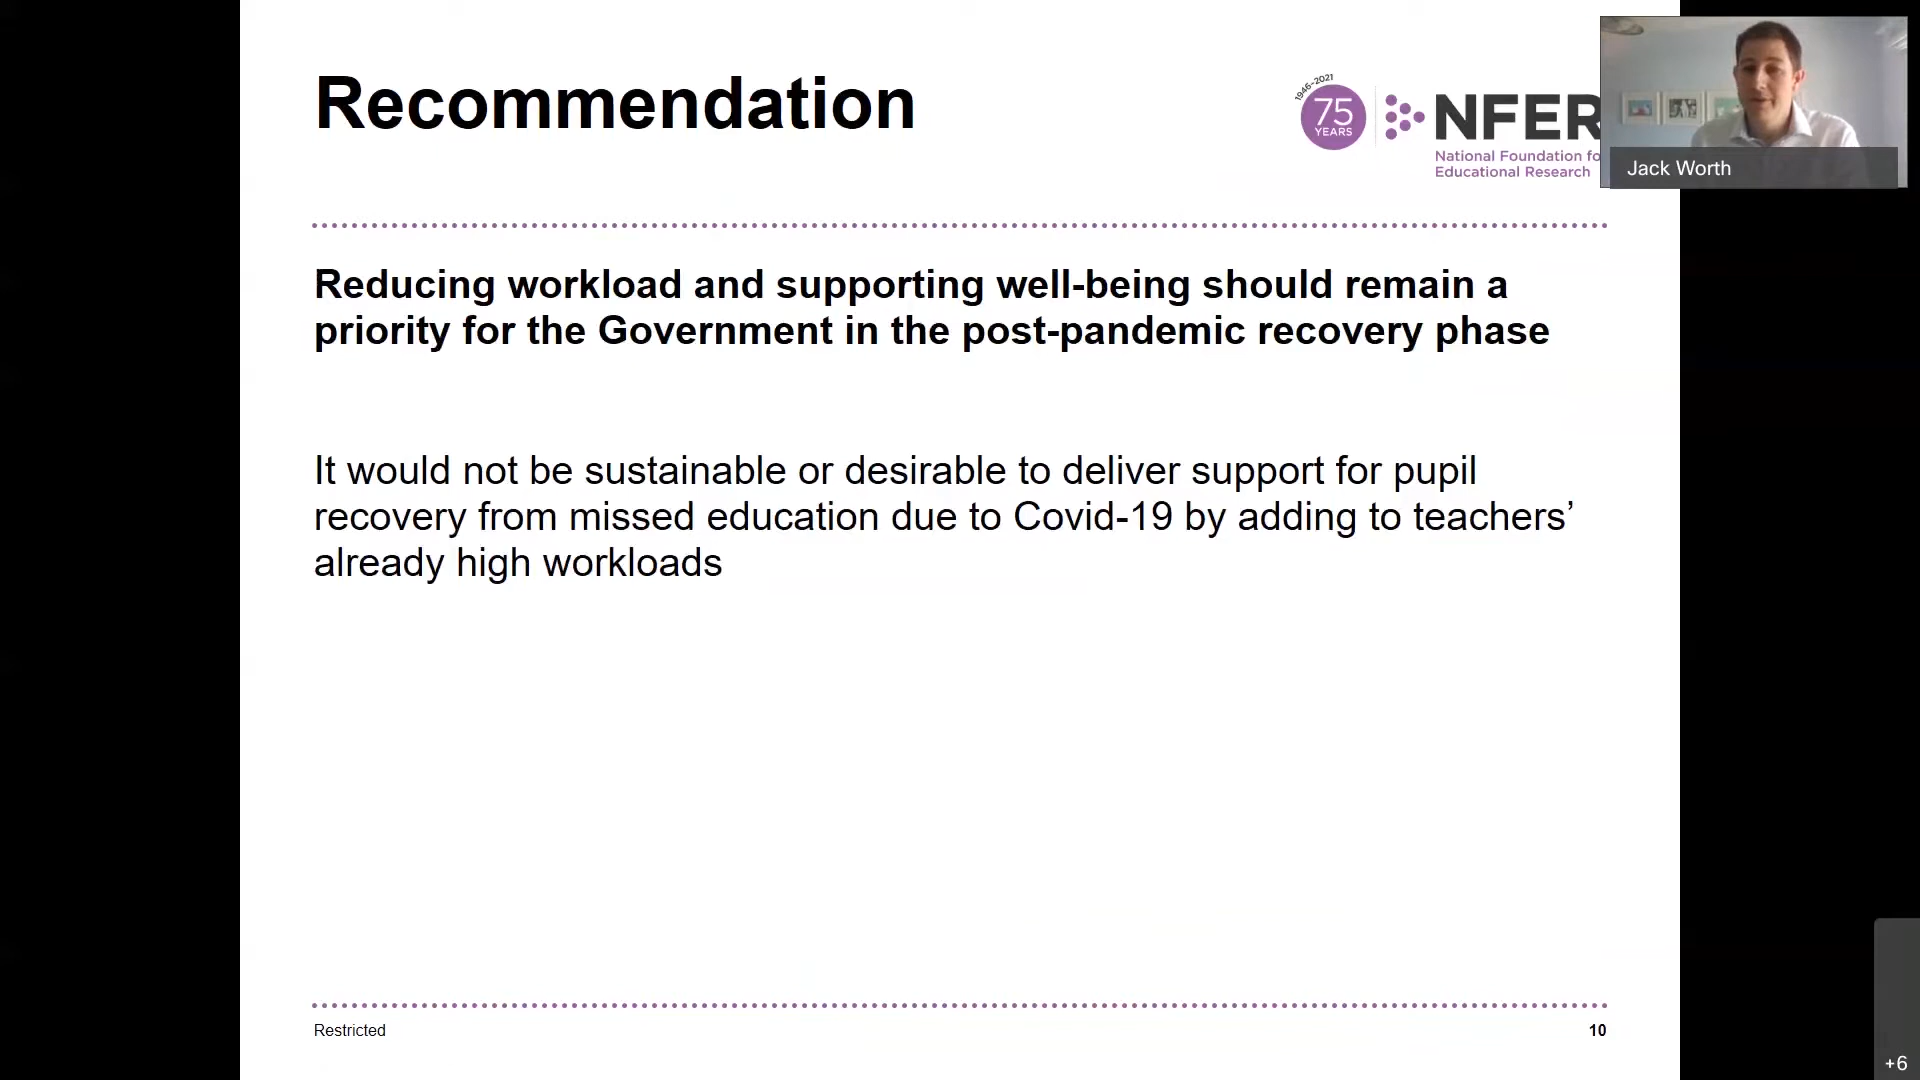 Recommendation
1946-2021
75
YEARS
NFER
National Foundation fo
Educational Research
Jack Worth
Reducing workload and supporting well-being should remain a
priority for the Government in the post-pandemic recovery phase
It would not be sustainable or desirable to deliver support for pupil
recovery from missed education due to Covid-19 by adding to teachers’
already high workloads
Restricted
10
+6